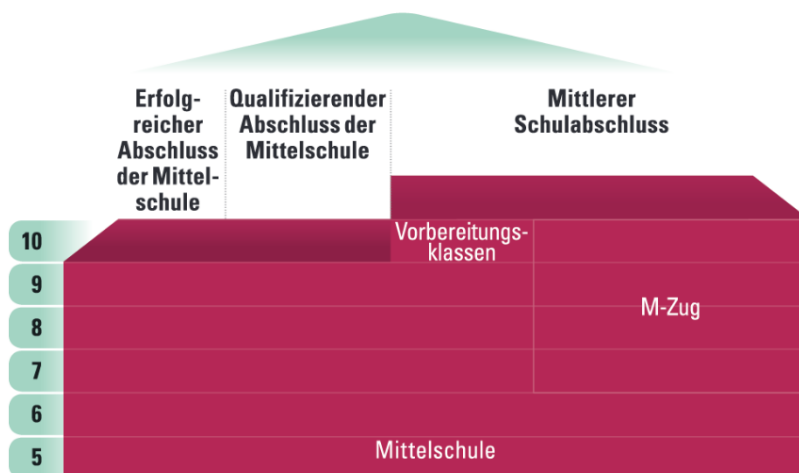 Erfolg-
reicher
Abschluss
der Mittel-
schule
Qualifizierender
Abschluss der
Mittelschule
Mittlerer
Schulabschluss
10
Vorbereitungs-
klassen
9
M-Zug
8
7
6
5
Mittelschule